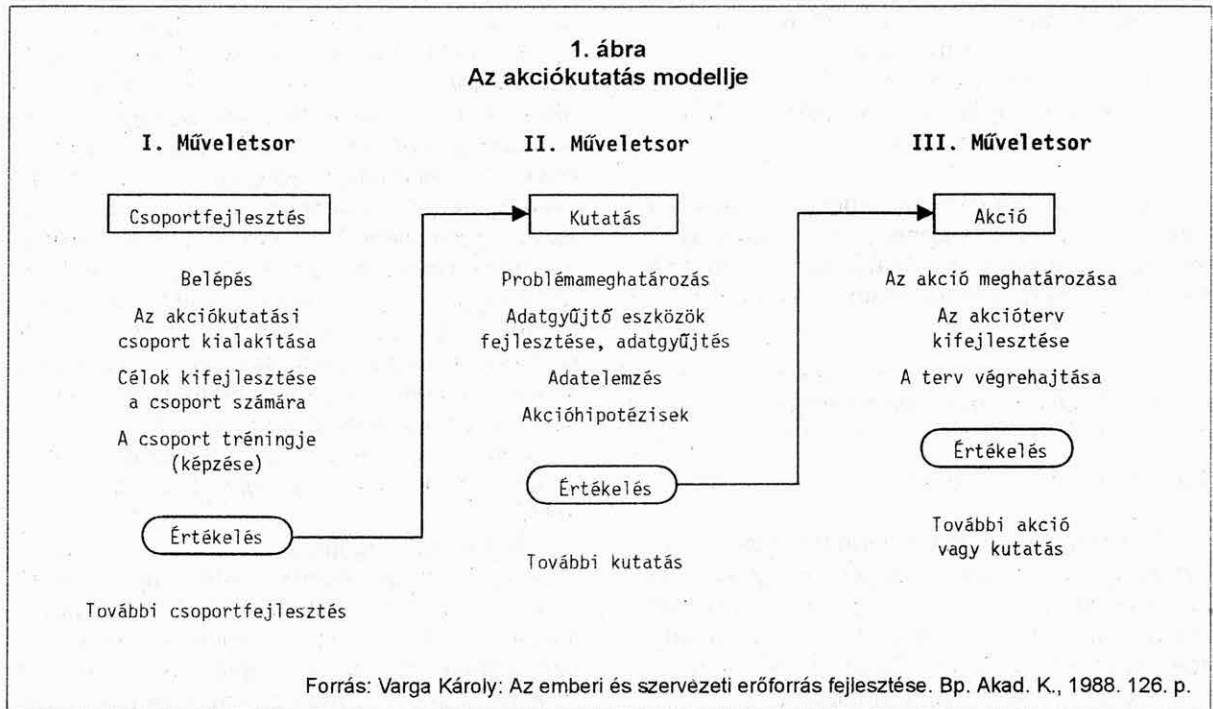 1. ábra
Az akciókutatás modellje
I. Műveletsor
Csoportfejlesztés
Belépés
Az akciókutatási
csoport kialakítása
Célok kifejlesztése
a csoport számára
A csoport tréningje
(képzése)
Értékelés
További csoportfejlesztés
II. Műveletsor
Kutatás
Problémameghatározás
Adatgyűjtő eszközök
fejlesztése, adatgyűjtés
Adatelemzés
Akcióhipotézisek
Értékelés
További kutatás
III. Műveletsor
Akció
Az akció meghatározása
Az akcióterv
kifejlesztése
A terv végrehajtása
Értékelés
További akció
vagy kutatás
Forrás: Varga Károly: Az emberi és szervezeti erőforrás fejlesztése. Bp. Akad. K., 1988. 126. p.